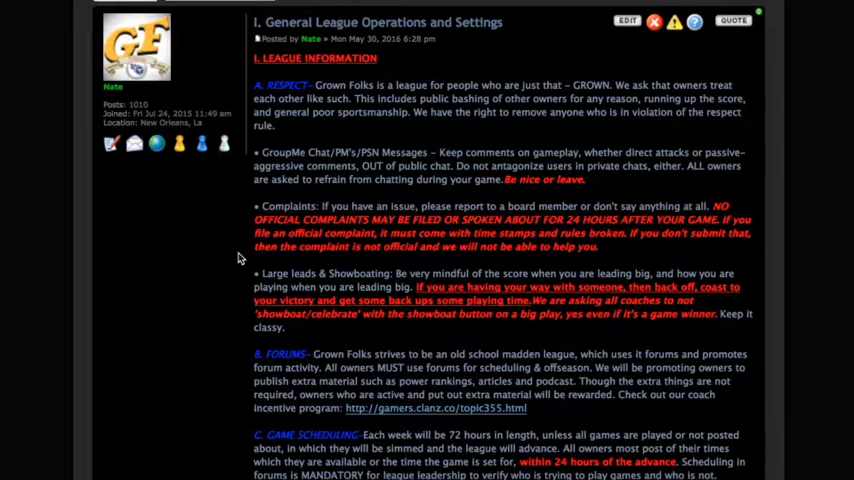 I. General League Operations and Settings
EDIT
QUOTE
Posted by Nate » Mon May 30, 2016 6:28 pm
GF
Nate
Posts: 1010
Joined: Fri Jul 24, 2015 11:49 am
Location: New Orleans, La
I. LEAGUE INFORMATION
A. RESPECT- Grown Folks is a league for people who are just that - GROWN. We ask that owners treat
each other like such. This includes public bashing of other owners for any reason, running up the score,
and general poor sportsmanship. We have the right to remove anyone who is in violation of the respect
rule.
• GroupMe Chat/PM's/PSN Messages - Keep comments on gameplay, whether direct attacks or passive-
aggressive comments, OUT of public chat. Do not antagonize users in private chats, either. ALL owners
are asked to refrain from chatting during your game.Be nice or leave.
• Complaints: If you have an issue, please report to a board member or don't say anything at all. NO
OFFICIAL COMPLAINTS MAY BE FILED OR SPOKEN ABOUT FOR 24 HOURS AFTER YOUR GAME. If you
file an official complaint, it must come with time stamps and rules broken. If you don't submit that,
then the complaint is not official and we will not be able to help you.
• Large leads & Showboating: Be very mindful of the score when you are leading big, and how you are
playing when you are leading big. If you are having your way with someone, then back off, coast to
your victory and get some back ups some playing time.We are asking all coaches to not
'showboat/celebrate' with the showboat button on a big play, yes even if it's a game winner. Keep it
classy.
B. FORUMS- Grown Folks strives to be an old school madden league, which uses it forums and promotes
forum activity. All owners MUST use forums for scheduling & offseason. We will be promoting owners to
publish extra material such as power rankings, articles and podcast. Though the extra things are not
required, owners who are active and put out extra material will be rewarded. Check out our coach
incentive program: http://gamers.clanz.co/topic355.html
C. GAME SCHEDULING-Each week will be 72 hours in length, unless all games are played or not posted
about, in which they will be simmed and the league will advance. All owners most post of their times
which they are available or the time the game is set for, within 24 hours of the advance. Scheduling in
forums is MANDATORY for league leadership to verify who is trying to play games and who is not.